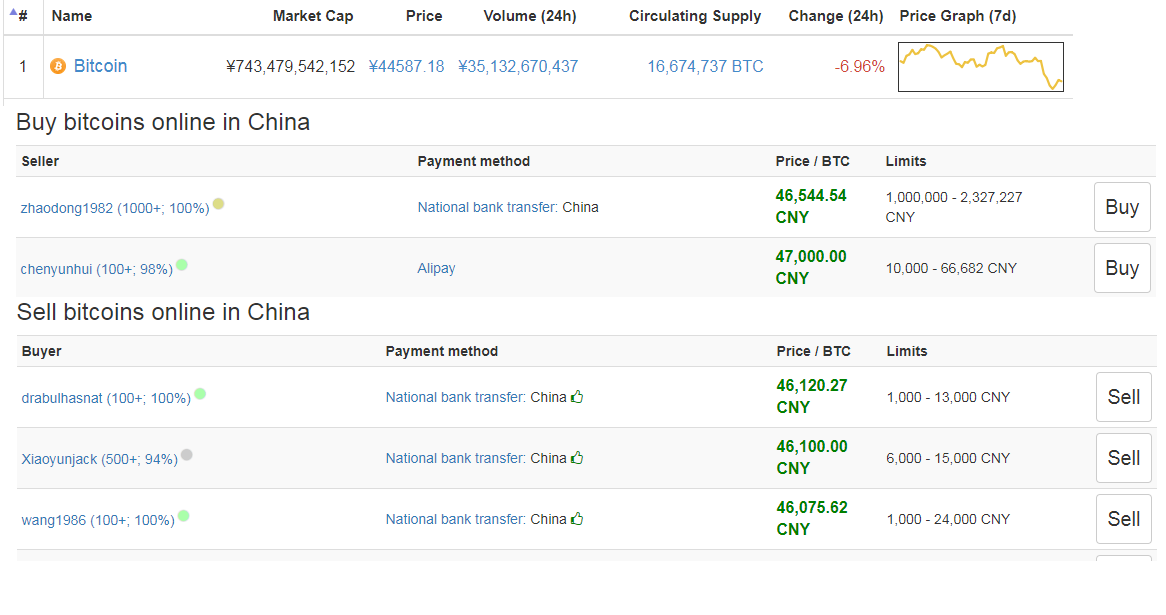 # Name Market Cap Price Volume (24h) Circulating Supply Change (24h) Price Graph (7d)
1 Bitcoin ¥743,479,542,152 ¥44587.18 ¥35,132,670,437 16,674,737 BTC -6.96%
Buy bitcoins online in China
Seller Payment method Price / BTC Limits
zhaodong1982 (1000+; 100%) National bank transfer: China 46,544.54 CNY 1,000,000 - 2,327,227 CNY Buy
chenyunhui (100+; 98%) Alipay 47,000.00 CNY 10,000 - 66,682 CNY Buy
Sell bitcoins online in China
Buyer Payment method Price / BTC Limits
drabulhasnat (100+; 100%) National bank transfer: China 46,120.27 CNY 1,000 - 13,000 CNY Sell
Xiaoyunjack (500+; 94%) National bank transfer: China 46,100.00 CNY 6,000 - 15,000 CNY Sell
wang1986 (100+; 100%) National bank transfer: China 46,075.62 CNY 1,000 - 24,000 CNY Sell